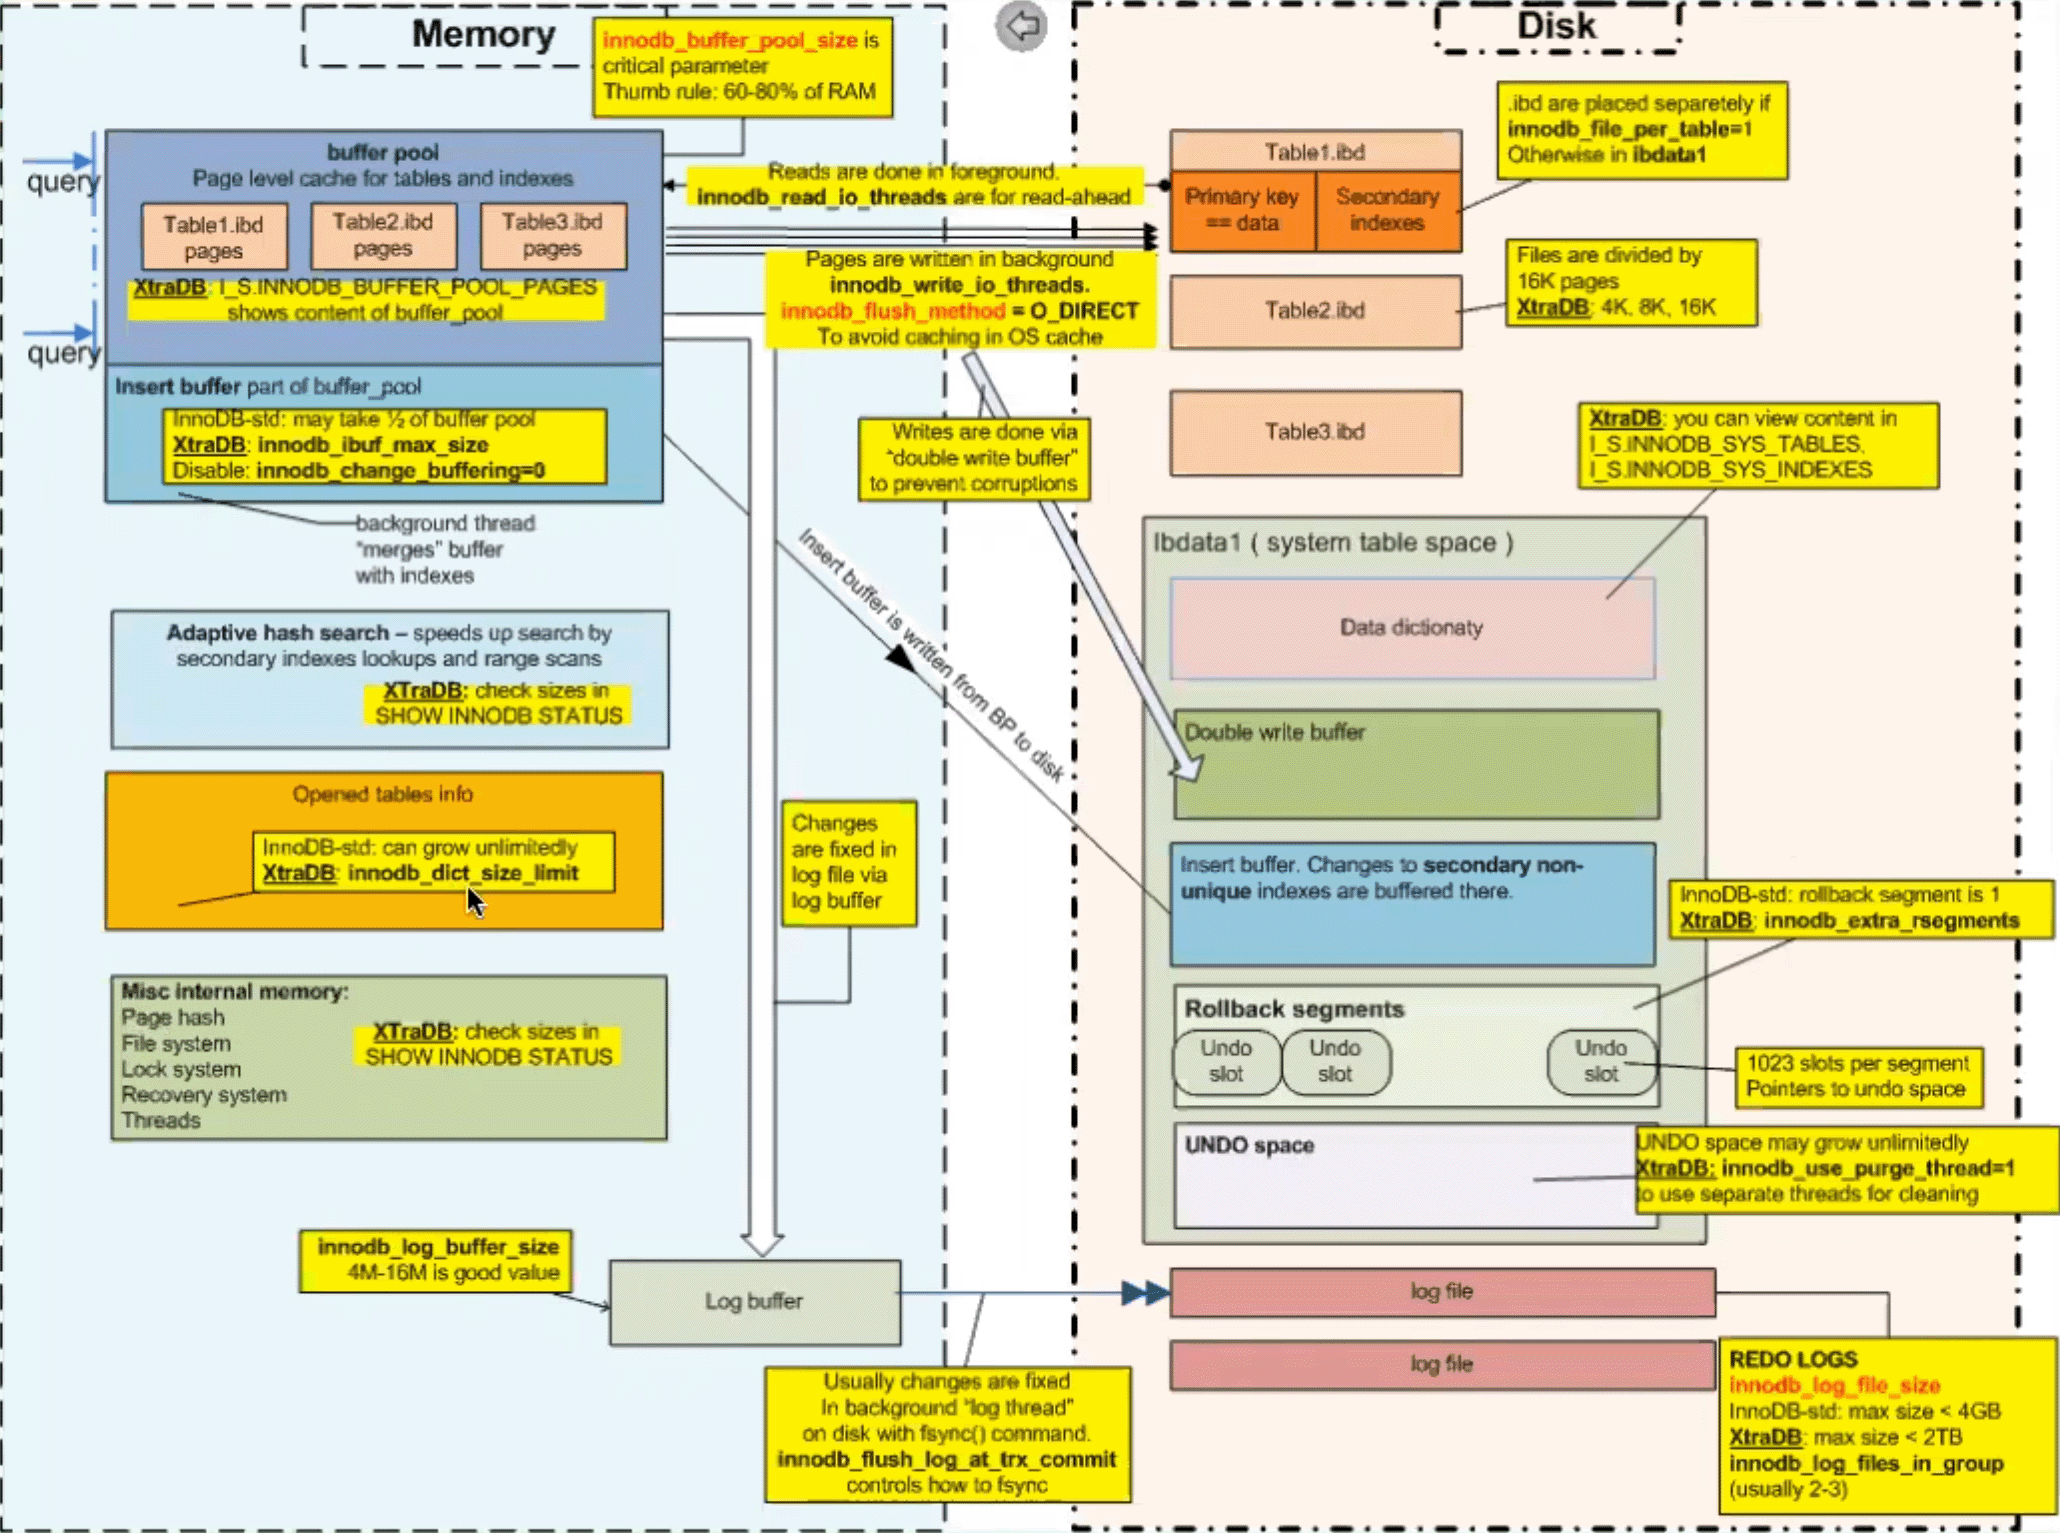 Memory
innodb_buffer_pool_size is
critical parameter
Thumb rule: 60-80% of RAM
query
query
buffer pool
Page level cache for tables and indexes
Table1.ibd
pages
Table2.ibd
pages
Table3.ibd
pages
XtraDB: I_S.INNODB_BUFFER_POOL_PAGES
shows content of buffer_pool
Insert buffer part of buffer_pool
InnoDB-std: may take ½ of buffer pool
XtraDB: innodb_ibuf_max_size
Disable: innodb_change_buffering=0
background thread
"merges" buffer
with indexes
Adaptive hash search – speeds up search by
secondary indexes lookups and range scans
XTraDB: check sizes in
SHOW INNODB STATUS
Opened tables info
InnoDB-std: can grow unlimitedly
XtraDB: innodb_dict_size_limit
Misc internal memory:
Page hash
File system
Lock system
Recovery system
Threads
XTraDB: check sizes in
SHOW INNODB STATUS
innodb_log_buffer_size
4M-16M is good value
Log buffer
Reads are done in foreground.
innodb_read_io_threads are for read-ahead
Pages are written in background
innodb_write_io_threads.
innodb_flush_method = O_DIRECT
To avoid caching in OS cache
Writes are done via
"double write buffer"
to prevent corruptions
Insert buffer is written from BP to disk
Changes
are fixed in
log file via
log buffer
Usually changes are fixed
In background "log thread"
on disk with fsync() command.
innodb_flush_log_at_trx_commit
controls how to fsync
Disk
.ibd are placed separetely if
innodb_file_per_table=1
Otherwise in ibdata1
Table1.ibd
Primary key
== data
Secondary
indexes
Files are divided by
16K pages
XtraDB: 4K, 8K, 16K
Table2.ibd
Table3.ibd
XtraDB: you can view content in
I_S.INNODB_SYS_TABLES,
I_S.INNODB_SYS_INDEXES
Ibdata1 ( system table space )
Data dictionaty
Double write buffer
Insert buffer. Changes to secondary non-
unique indexes are buffered there.
InnoDB-std: rollback segment is 1
XtraDB: innodb_extra_rsegments
Rollback segments
Undo
slot
Undo
slot
Undo
slot
1023 slots per segment
Pointers to undo space
UNDO space
UNDO space may grow unlimitedly
XtraDB: innodb_use_purge_thread=1
to use separate threads for cleaning
log file
log file
REDO LOGS
innodb_log_file_size
InnoDB-std: max size < 4GB
XtraDB: max size < 2TB
innodb_log_files_in_group
(usually 2-3)